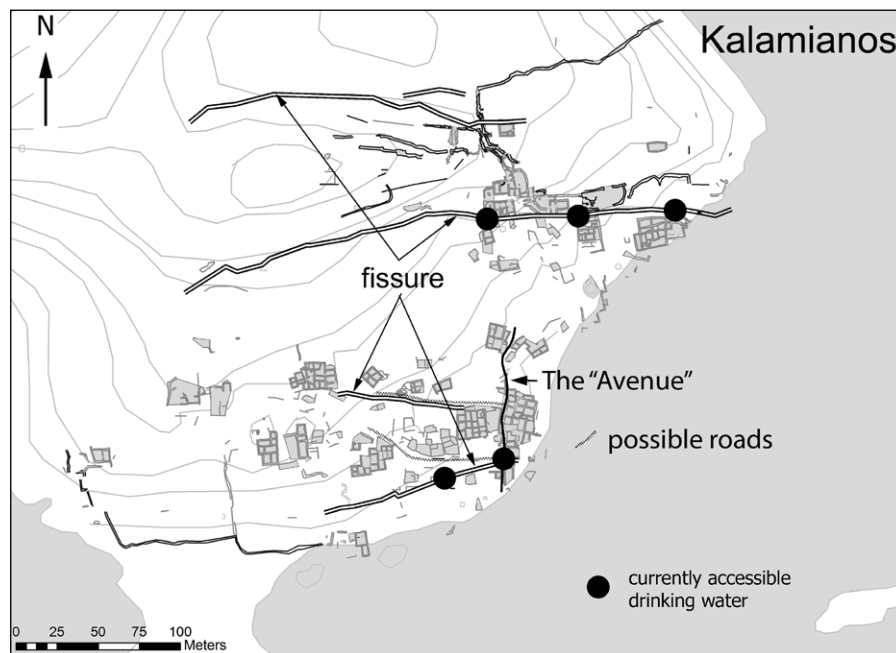 N
Kalamianos
fissure
The “Avenue”
possible roads
currently accessible
drinking water
0 25 50 75 100
Meters